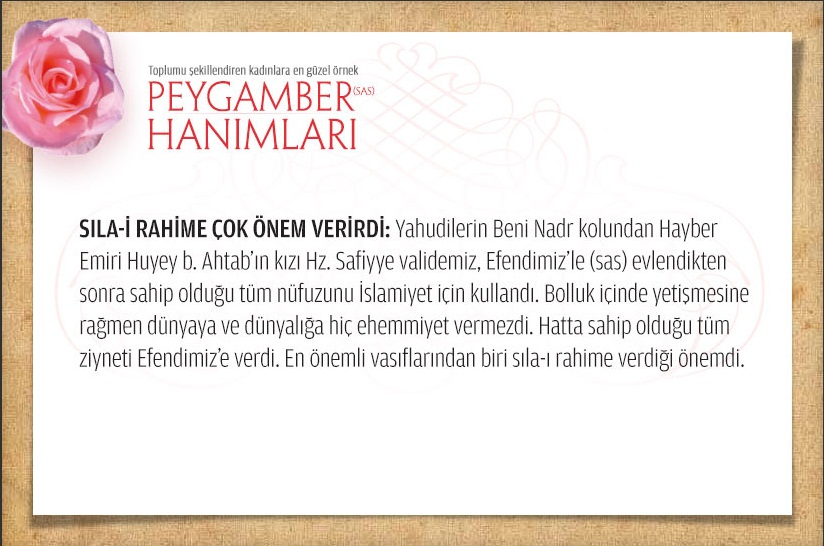 Toplumu şekillendiren kadınlara en güzel örnek
PEYGAMBER (SAS)
HANIMLARI
SILA-İ RAHİME ÇOK ÖNEM VERİRDİ: Yahudilerin Beni Nadr kolundan Hayber
Emiri Huyey b. Ahtab'ın kızı Hz. Safiyye validemiz, Efendimiz'le (sas) evlendikten
sonra sahip olduğu tüm nüfuzunu İslamiyet için kullandı. Bolluk içinde yetişmesine
rağmen dünyaya ve dünyalığa hiç ehemmiyet vermezdi. Hatta sahip olduğu tüm
ziyneti Efendimiz'e verdi. En önemli vasıflarından biri sıla-ı rahime verdiği önemdi.